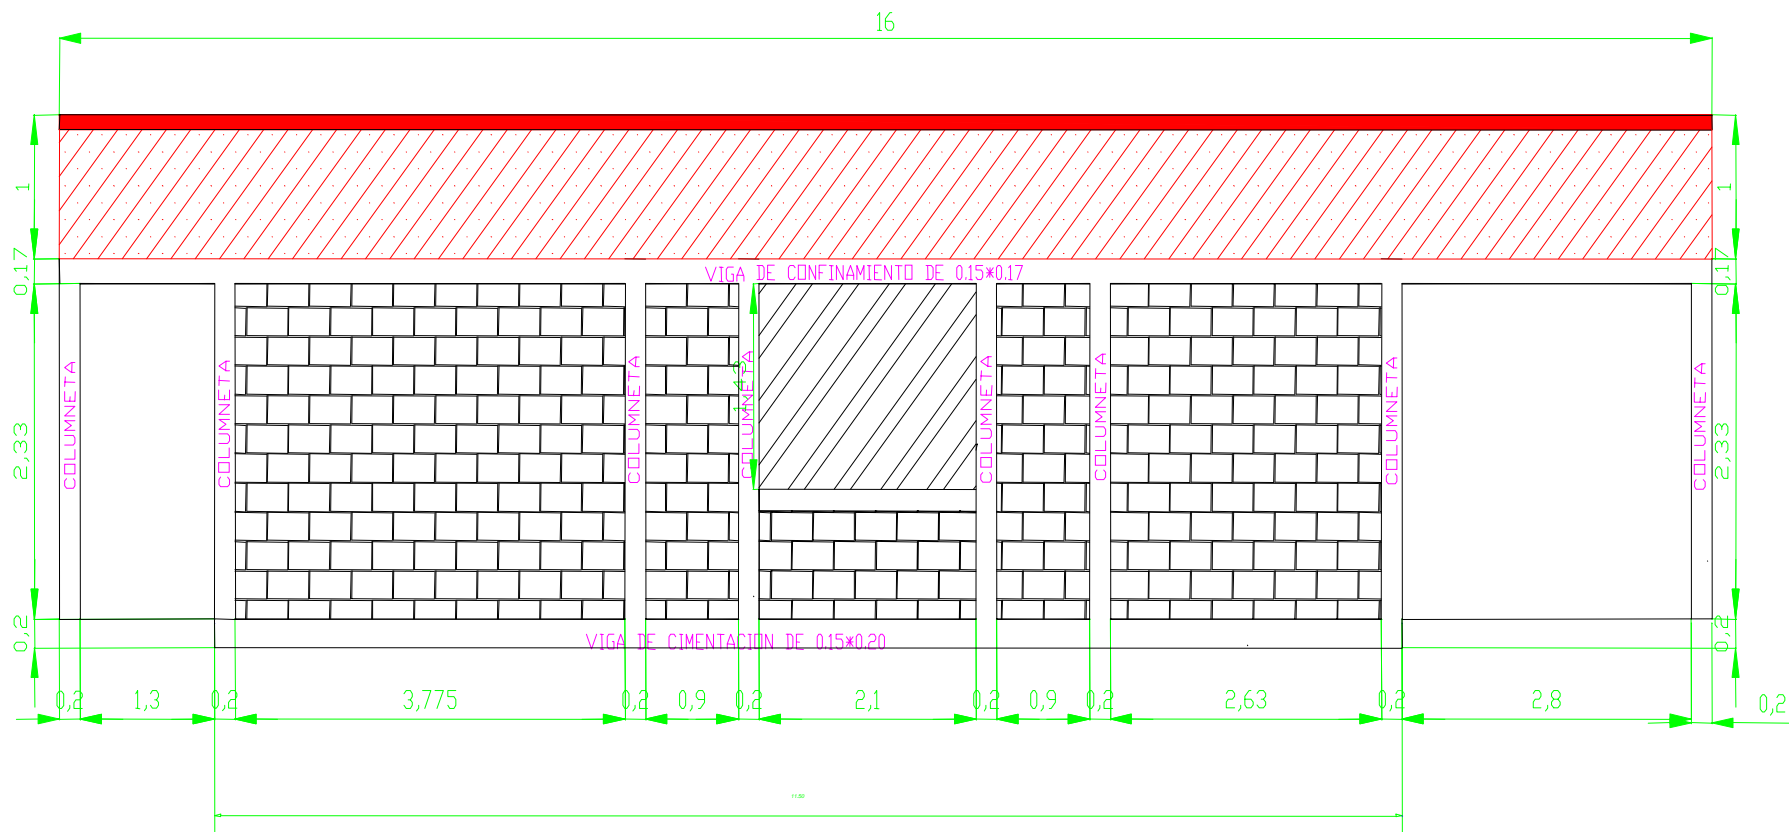 16
1
1
0,17
0,17
VIGA DE CONFINAMIENTO DE 0.15*0.17
COLUMNETA
COLUMNETA
COLUMNETA
COLUMNETA
1,43
COLUMNETA
COLUMNETA
COLUMNETA
COLUMNETA
2,33
2,33
0,2
0,2
VIGA DE CIMENTACION DE 0.15*0.20
0,2 1,3 0,2 3,775 0,2 0,9 0,2 2,1 0,2 0,9 0,2 2,63 0,2 2,8 0,2